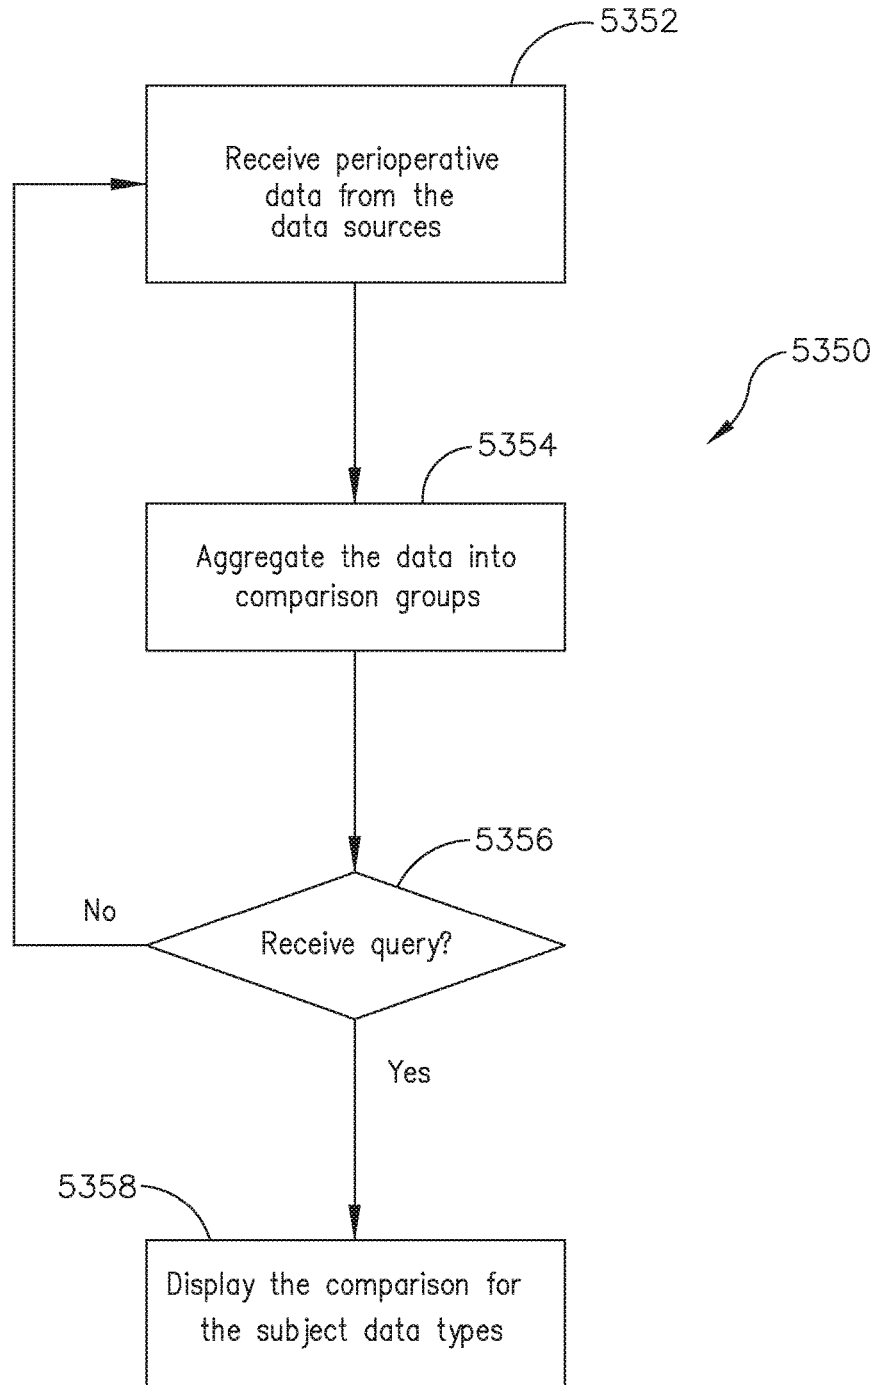 5352
Receive perioperative
data from the
data sources
5350
5354
Aggregate the data into
comparison groups
5356
No
Receive query?
Yes
5358
Display the comparison for
the subject data types